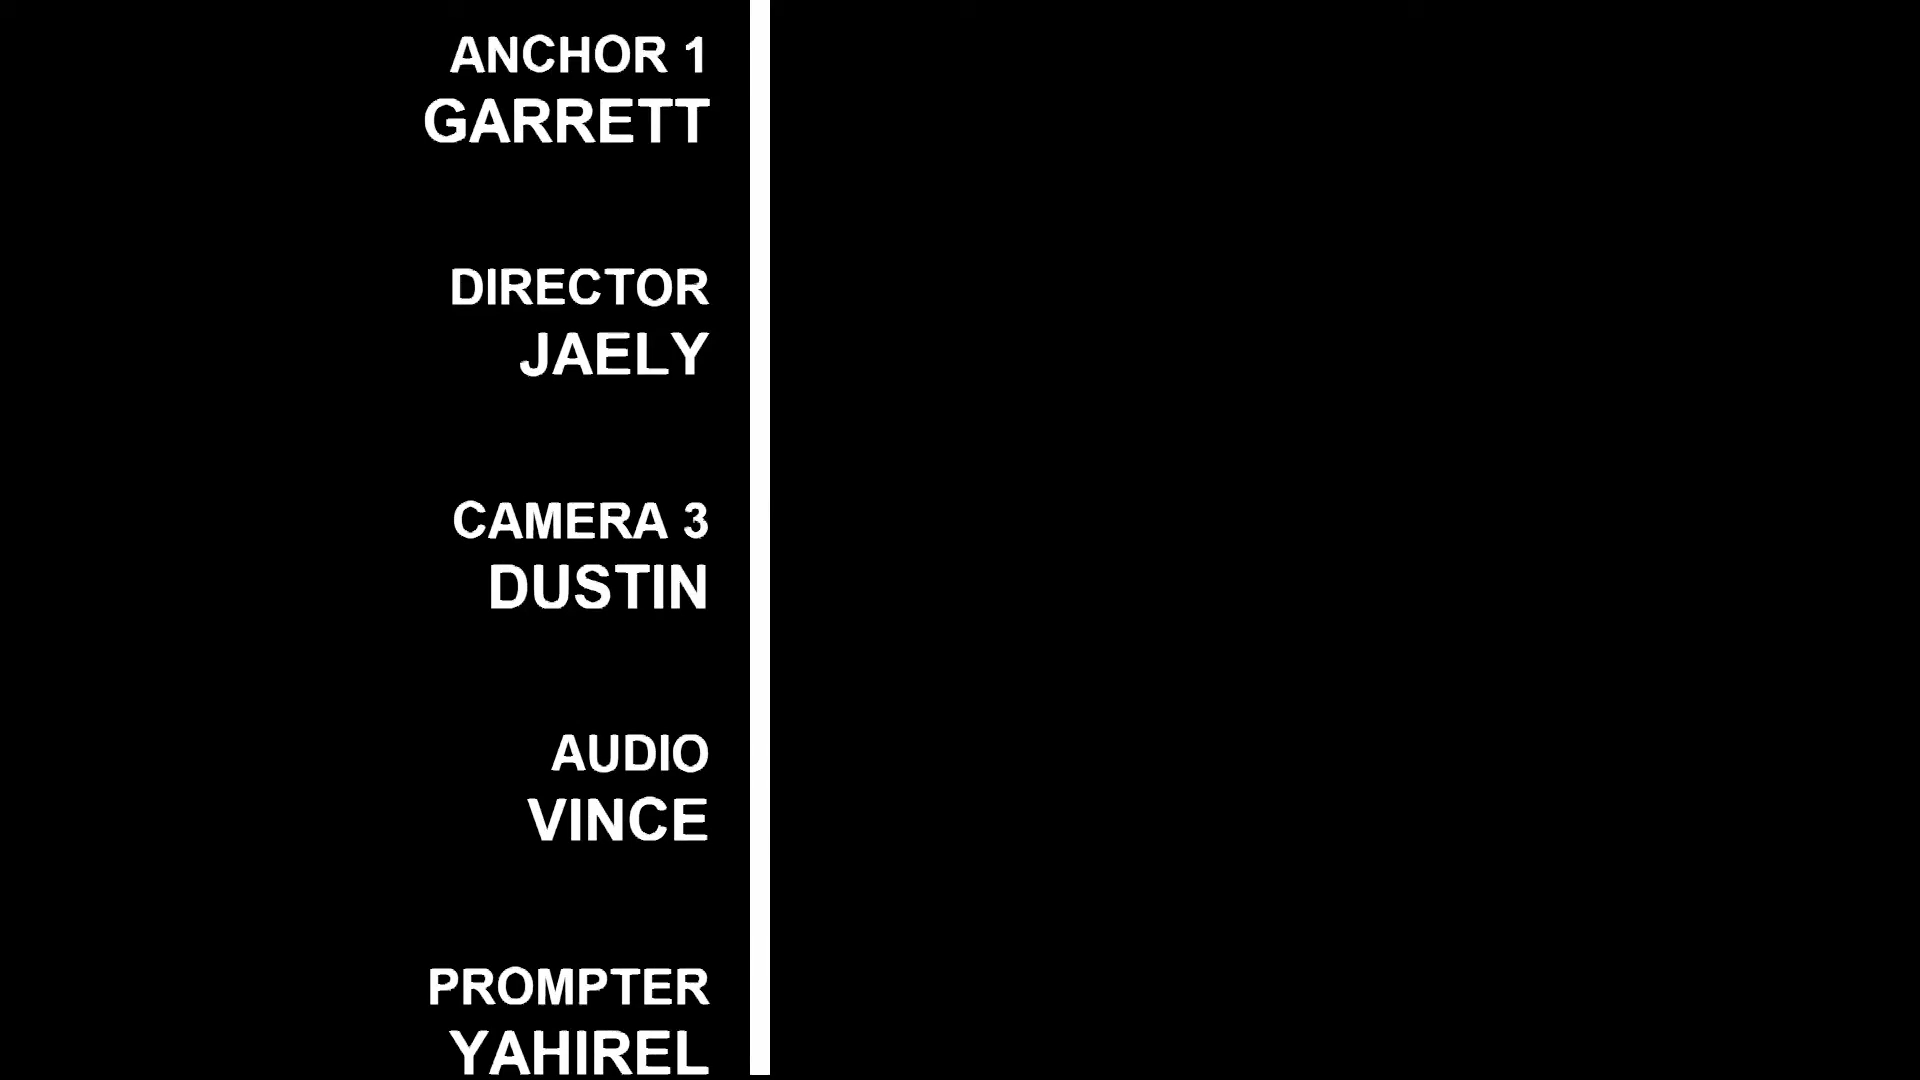 ANCHOR 1
GARRETT
DIRECTOR
JAELY
CAMERA 3
DUSTIN
AUDIO
VINCE
PROMPTER
YAHIREL